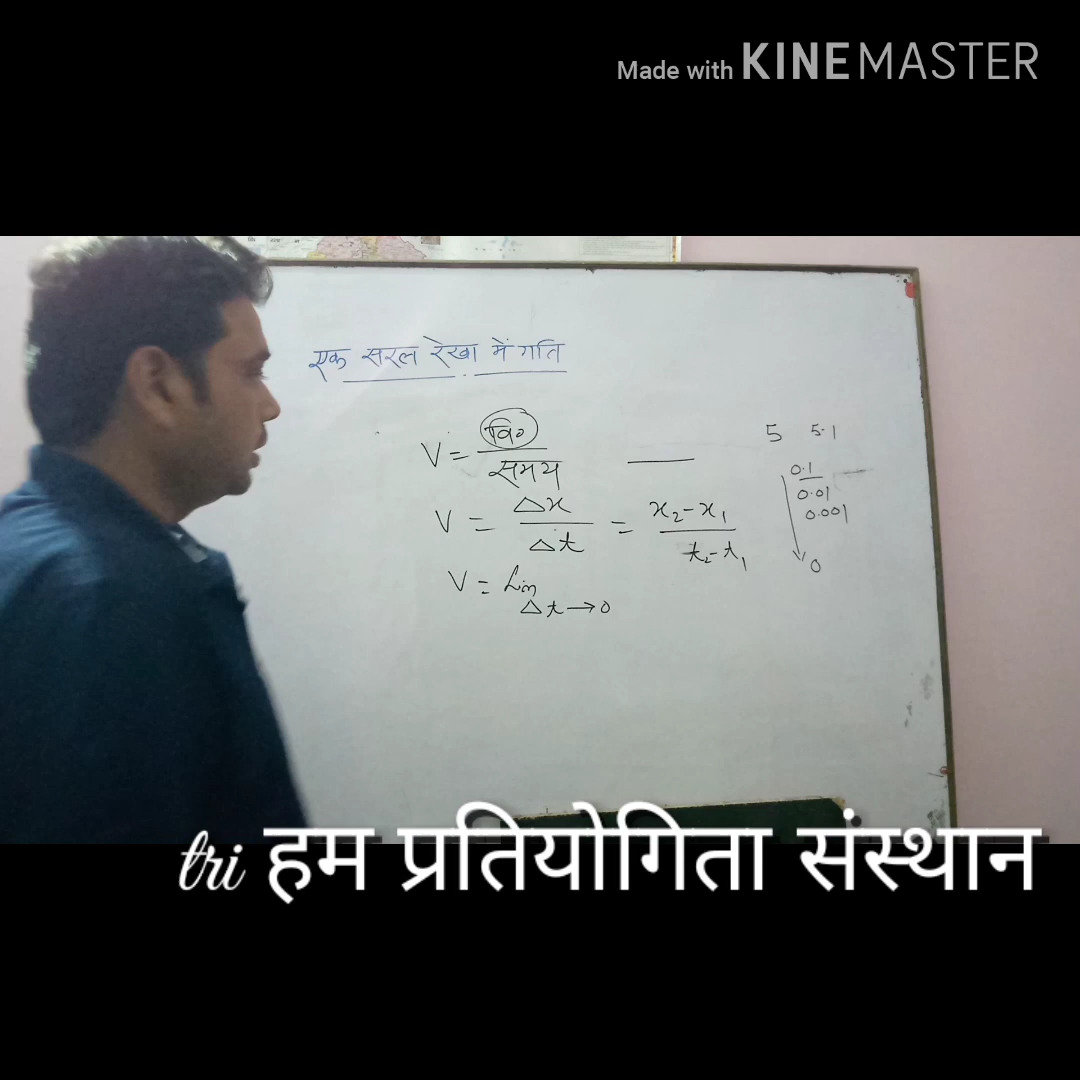 Made with KINEMASTER
एक सरल रेखा में गति
V = वि०
समय
5 5.1
0.1
0.01
0.001
0
V = Δx / Δt = x₂-x₁ / t₂-t₁
V = Lim
Δt→0
tri हम प्रतियोगिता संस्थान